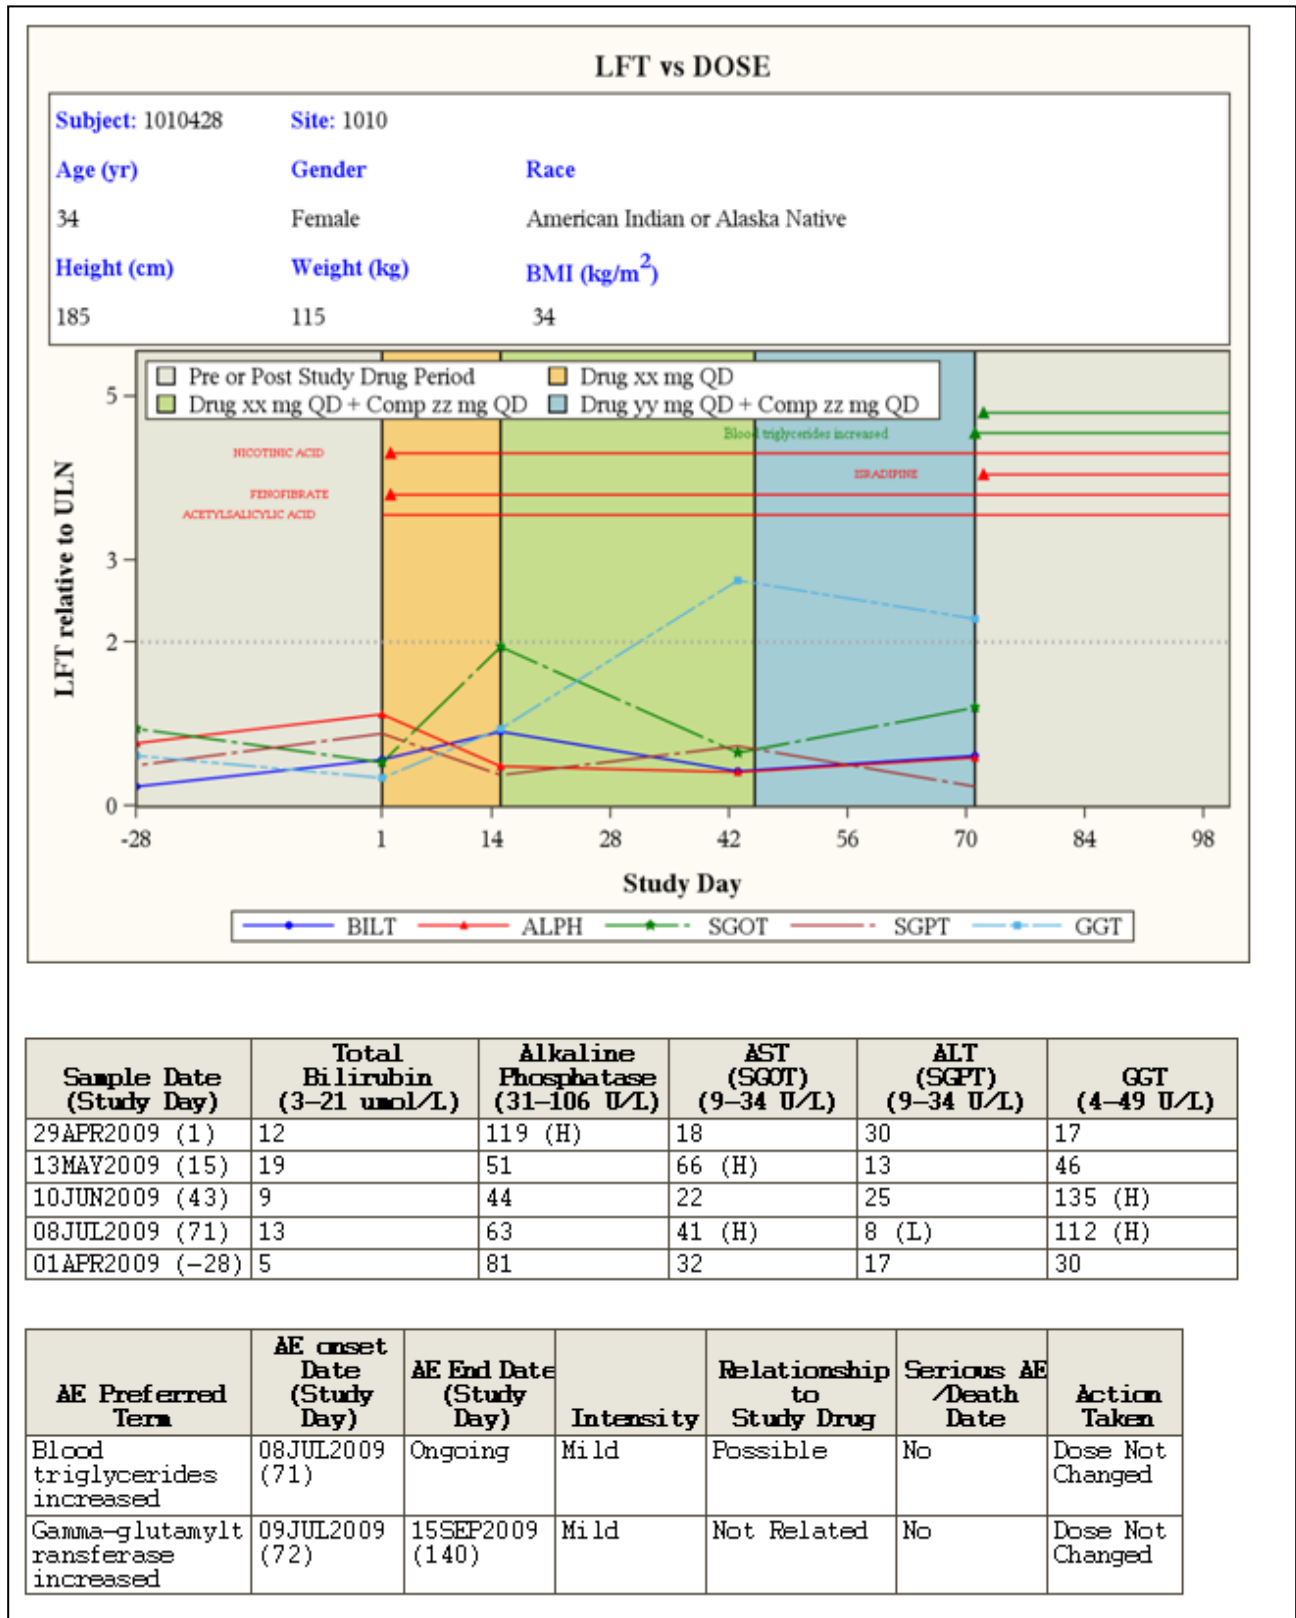 LFT vs DOSE
Subject: 1010428 Site: 1010
Age (yr) Gender Race
34 Female American Indian or Alaska Native
Height (cm) Weight (kg) BMI (kg/m2)
185 115 34
Pre or Post Study Drug Period Drug xx mg QD
Drug xx mg QD + Comp zz mg QD Drug yy mg QD + Comp zz mg QD
Blood triglycerides increased
NICOTINIC ACID
ISRADIPINE
FENOFIBRATE
ACETYLSALICYLIC ACID
LFT relative to ULN
5
3
2
0
-28 1 14 28 42 56 70 84 98
Study Day
BILT ALPH SGOT SGPT GGT
Sample Date (Study Day) Total Bilirubin (3-21 umol/L) Alkaline Phosphatase (31-106 U/L) AST (SGOT) (9-34 U/L) ALT (SGPT) (9-34 U/L) GGT (4-49 U/L)
29APR2009 (1) 12 119 (H) 18 30 17
13MAY2009 (15) 19 51 66 (H) 13 46
10JUN2009 (43) 9 44 22 25 135 (H)
08JUL2009 (71) 13 63 41 (H) 8 (L) 112 (H)
01APR2009 (-28) 5 81 32 17 30
AE Preferred Term AE onset Date (Study Day) AE End Date (Study Day) Intensity Relationship to Study Drug Serious AE /Death Date Action Taken
Blood triglycerides increased 08JUL2009 (71) Ongoing Mild Possible No Dose Not Changed
Gamma-glutamylt ransferase increased 09JUL2009 (72) 15SEP2009 (140) Mild Not Related No Dose Not Changed